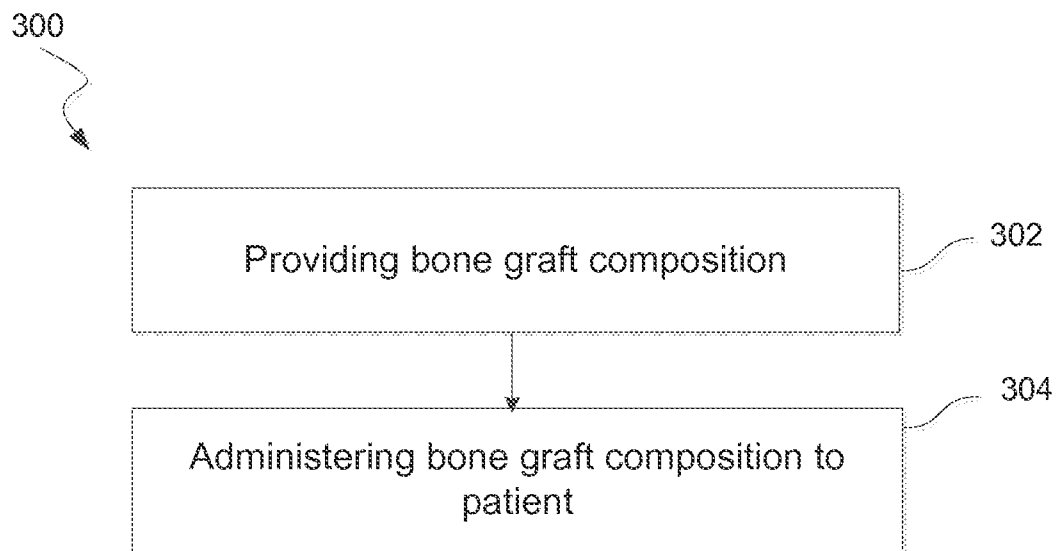 300
Providing bone graft composition
302
304
Administering bone graft composition to
patient